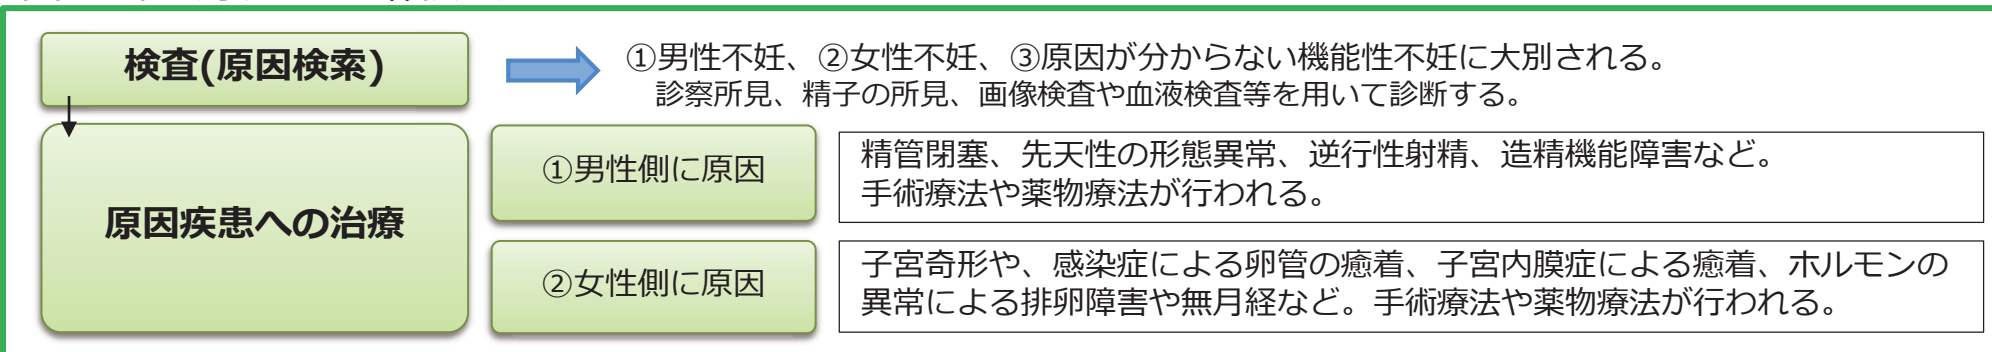 検査(原因検索)
①男性不妊、②女性不妊、③原因が分からない機能性不妊に大別される。
診察所見、精子の所見、画像検査や血液検査等を用いて診断する。
原因疾患への治療
①男性側に原因
精管閉塞、先天性の形態異常、逆行性射精、造精機能障害など。
手術療法や薬物療法が行われる。
②女性側に原因
子宮奇形や、感染症による卵管の癒着、子宮内膜症による癒着、ホルモンの
異常による排卵障害や無月経など。手術療法や薬物療法が行われる。